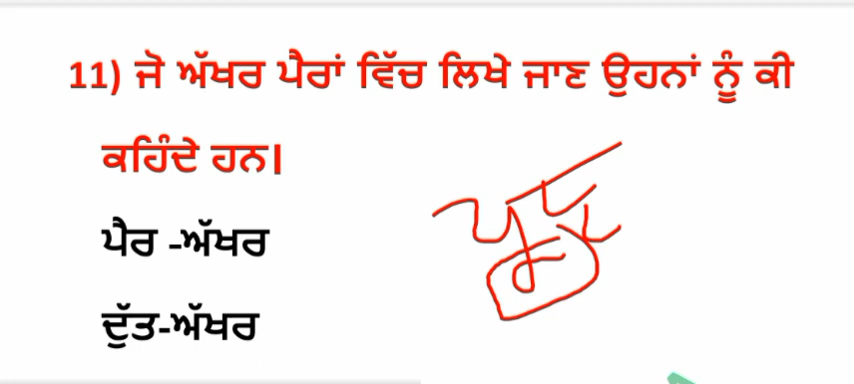 11) ਜੋ ਅੱਖਰ ਪੈਰਾਂ ਵਿੱਚ ਲਿਖੇ ਜਾਣ ਉਹਨਾਂ ਨੂੰ ਕੀ
ਕਹਿੰਦੇ ਹਨ।
ਪੈਰ -ਅੱਖਰ
ਦੁੱਤ-ਅੱਖਰ